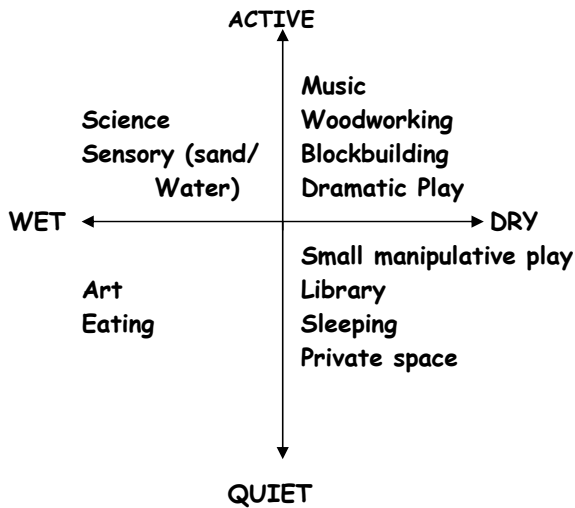 ACTIVE
Music
Science
Woodworking
Sensory (sand/
Blockbuilding
Water)
Dramatic Play
WET
DRY
Small manipulative play
Art
Library
Eating
Sleeping
Private space
QUIET